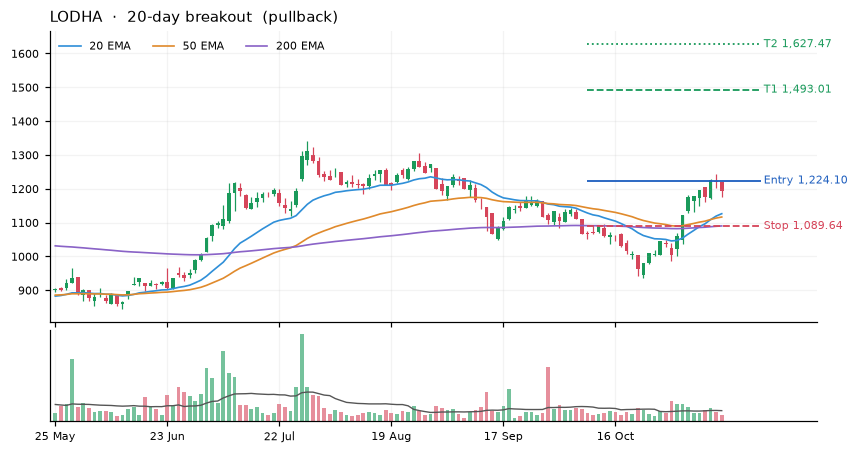 LODHA · 20-day breakout (pullback)
20 EMA 50 EMA 200 EMA
T2 1,627.47
1600
1500
T1 1,493.01
1400
1300
1200
Entry 1,224.10
1100
Stop 1,089.64
1000
900
25 May 23 Jun 22 Jul 19 Aug 17 Sep 16 Oct